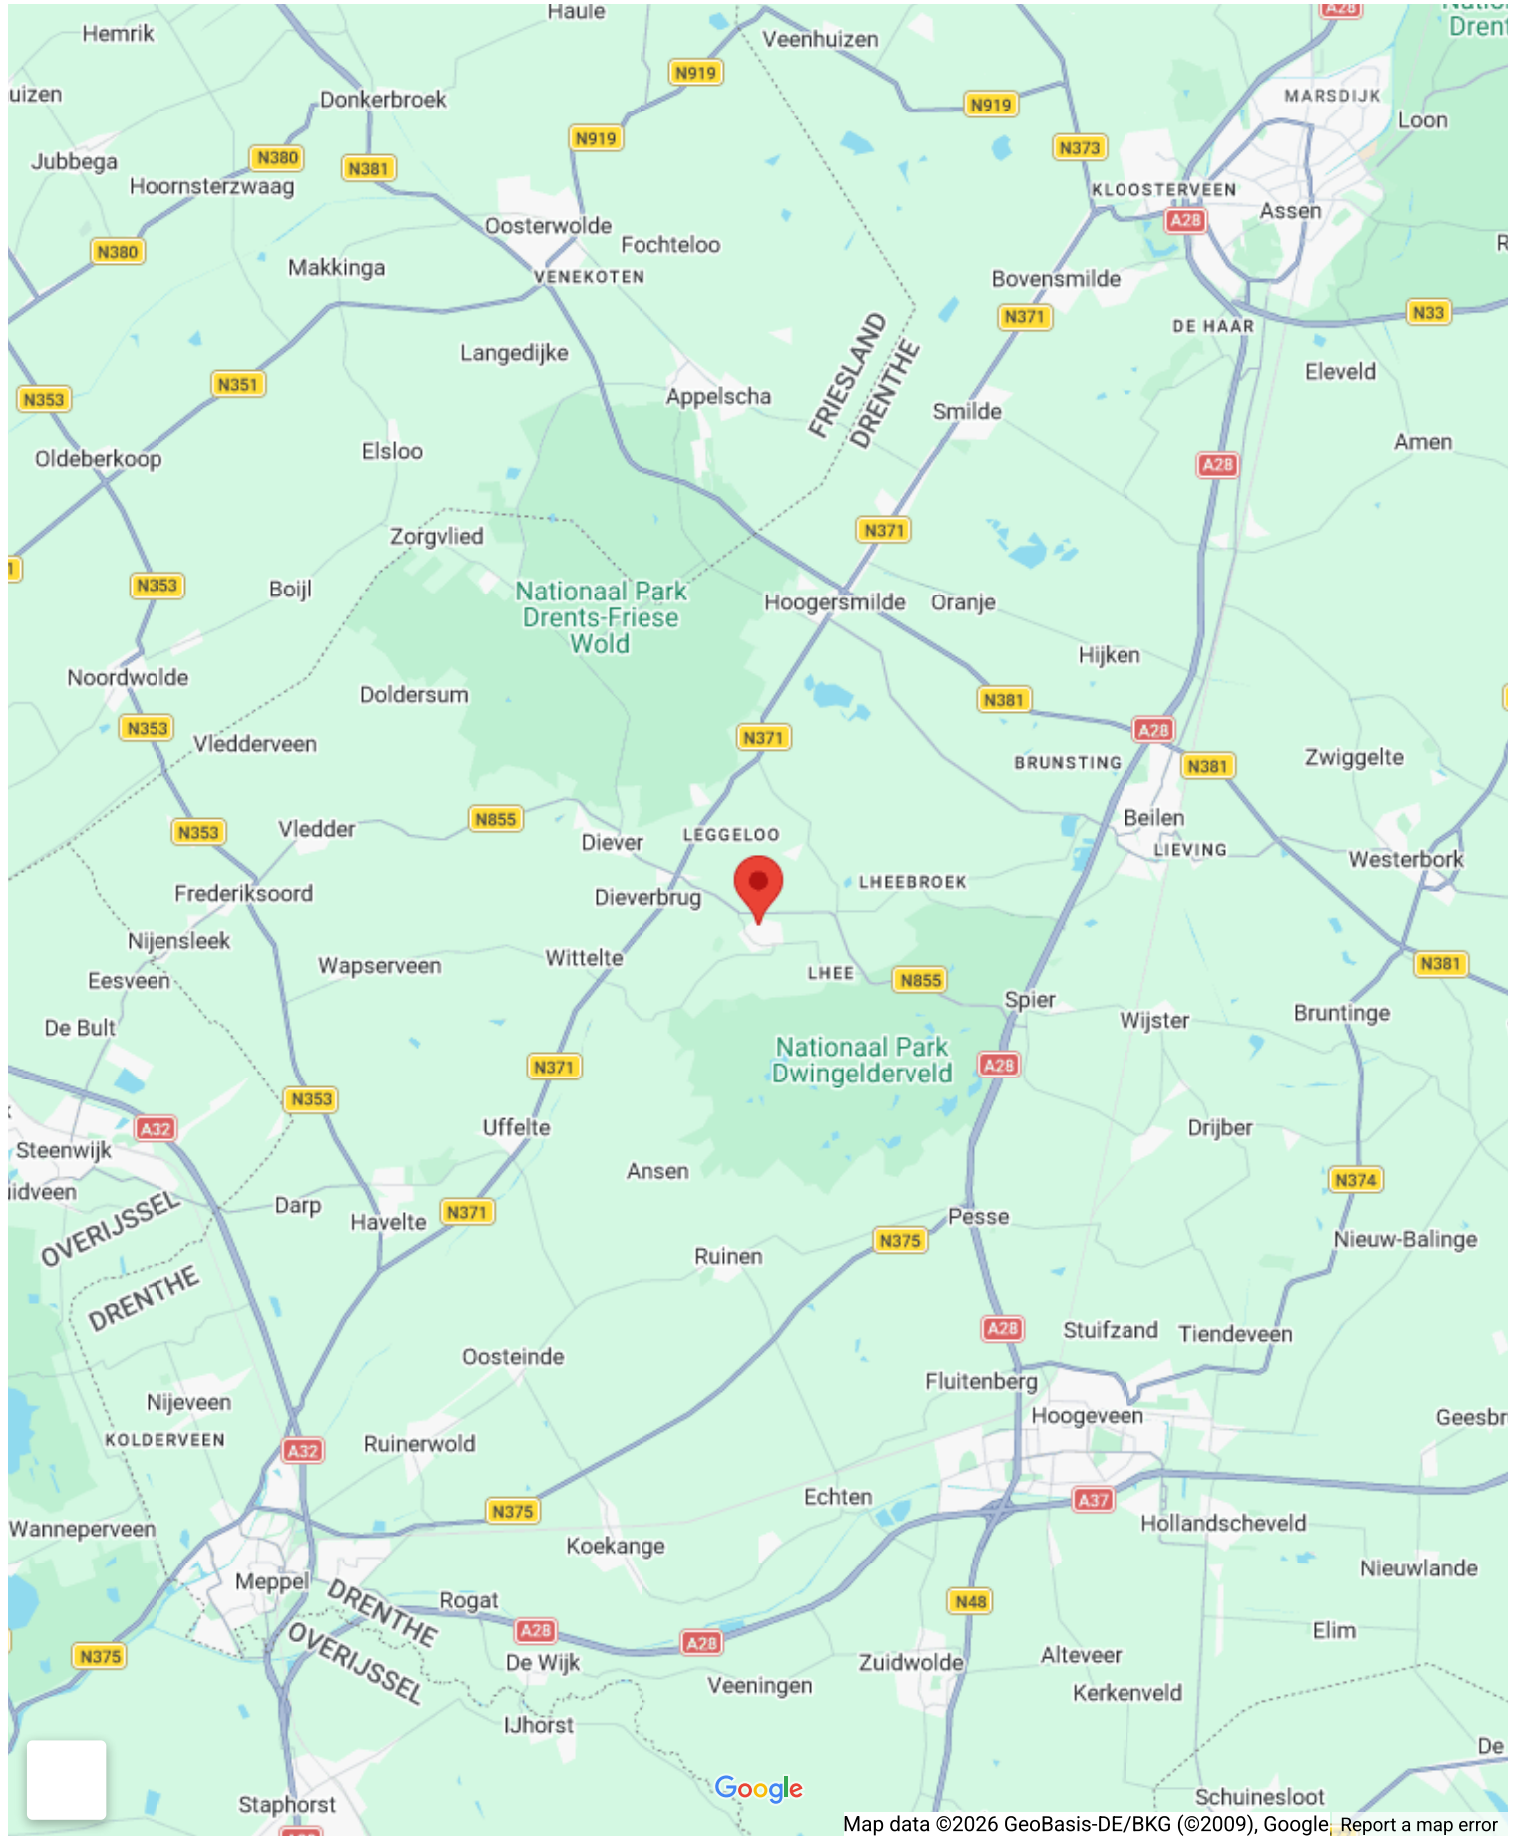 Haule
A28
Hemrik
Veenhuizen
N919
Donkerbroek
N919
MARSDIJK
Loon
N919
N373
Jubbega
N380
N381
Hoornsterzwaag
KLOOSTERVEEN
Assen
A28
Oosterwolde
Fochteloo
N380
Makkinga
VENEKOTEN
Bovensmilde
N371
N33
DE HAAR
FRIESLAND
DRENTHE
Langedijke
Eleveld
N351
N353
Appelscha
Smilde
Elsloo
Amen
Oldeberkoop
A28
N371
Zorgvlied
N353
Boijl
Nationaal Park
Drents-Friese
Wold
Hoogersmilde
Oranje
Hijken
Noordwolde
Doldersum
N381
N353
Vledderveen
N371
A28
BRUNSTING
N381
Zwiggelte
N855
Beilen
N353
Vledder
Diever
LEGGELOO
LIEVING
Westerbork
LHEEBROEK
Frederiksoord
Dieverbrug
Nijensleek
Wapserveen
Wittelte
LHEE
N855
N381
Eesveen
Spier
Wijster
Bruntinge
De Bult
Nationaal Park
Dwingelderveld
N371
A28
N353
A32
Uffelte
Drijber
Steenwijk
Ansen
N374
OVERIJSSEL
DRENTHE
Darp
Havelte
N371
Pesse
N375
Nieuw-Balinge
Ruinen
A28
Stuifzand
Tiendeveen
Oosteinde
Fluitenberg
Nijeveen
Hoogeveen
KOLDERVEEN
A32
Ruinerwold
Echten
A37
N375
Wanneperveen
Hollandscheveld
Koekange
Nieuwlande
Meppel
DRENTHE
OVERIJSSEL
Rogat
N48
A28
A28
Elim
N375
De Wijk
Zuidwolde
Alteveer
Veeningen
Kerkenveld
IJhorst
De
Google
Schuinesloot
Staphorst
Map data ©2026 GeoBasis-DE/BKG (©2009), Google
Report a map error